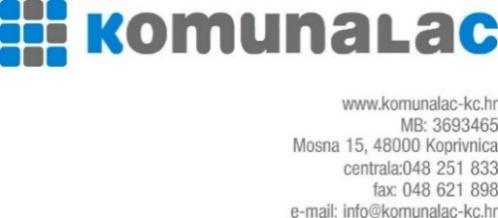 Komunalac
www.komunalac-kc.hr
MB: 3693465
Mosna 15, 48000 Koprivnica
centrala:048 251 833
fax: 048 621 898
e-mail: info@komunalac-kc.hr